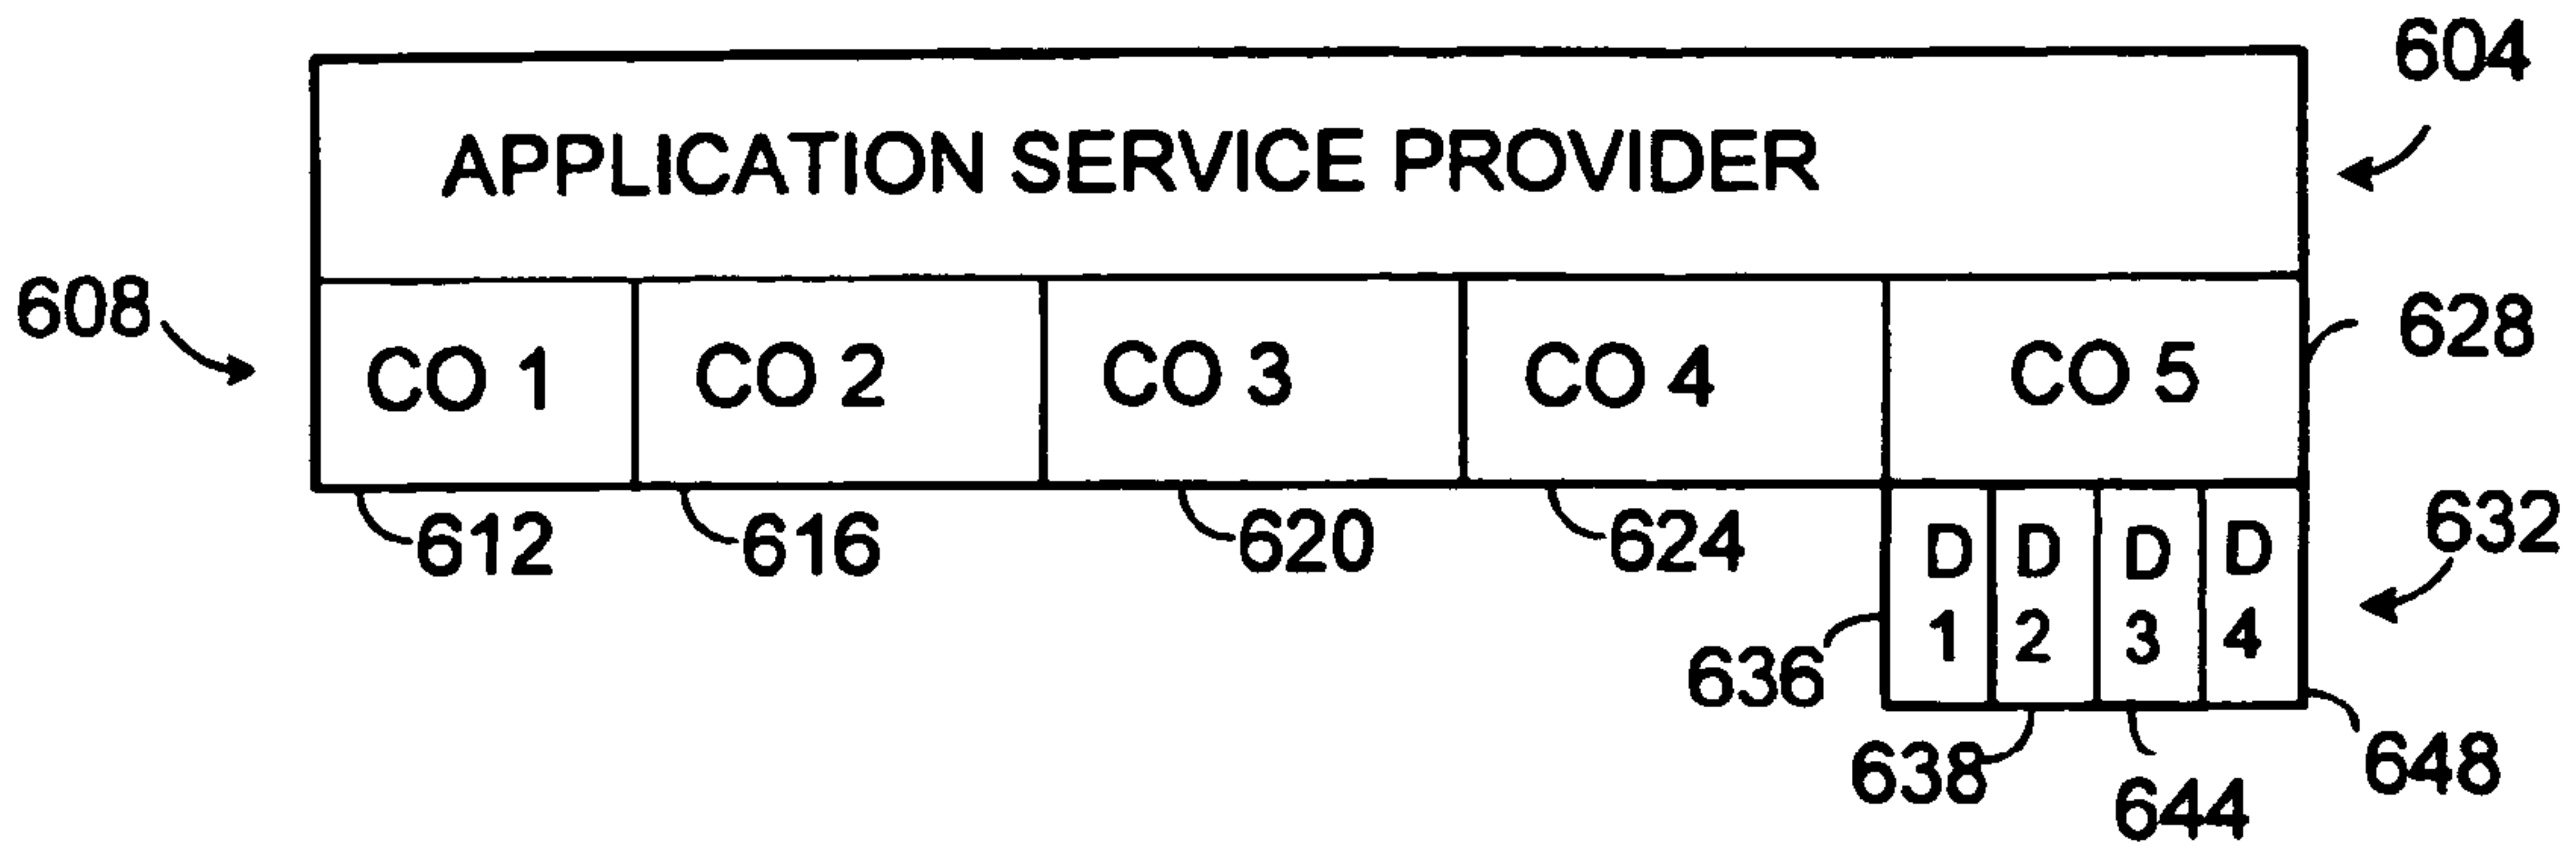 604
APPLICATION SERVICE PROVIDER
608
CO 1
CO 2
CO 3
CO 4
CO 5
628
612
616
620
624
D 1
D 2
D 3
D 4
632
636
638
644
648